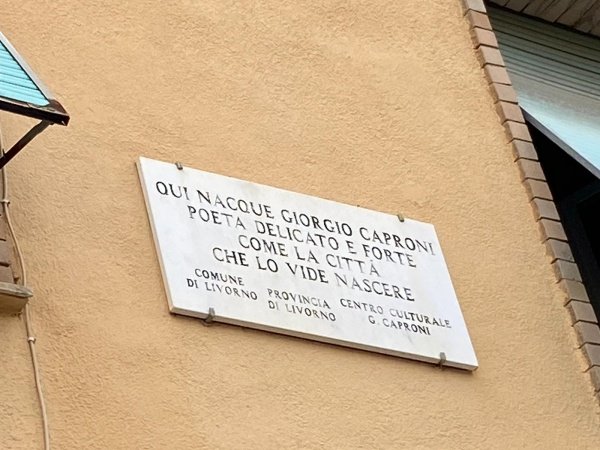 QUI NACQUE GIORGIO CAPRONI
POETA DELICATO E FORTE
COME LA CITTÀ
CHE LO VIDE NASCERE
COMUNE
DI LIVORNO
PROVINCIA
DI LIVORNO
CENTRO CULTURALE
G. CAPRONI